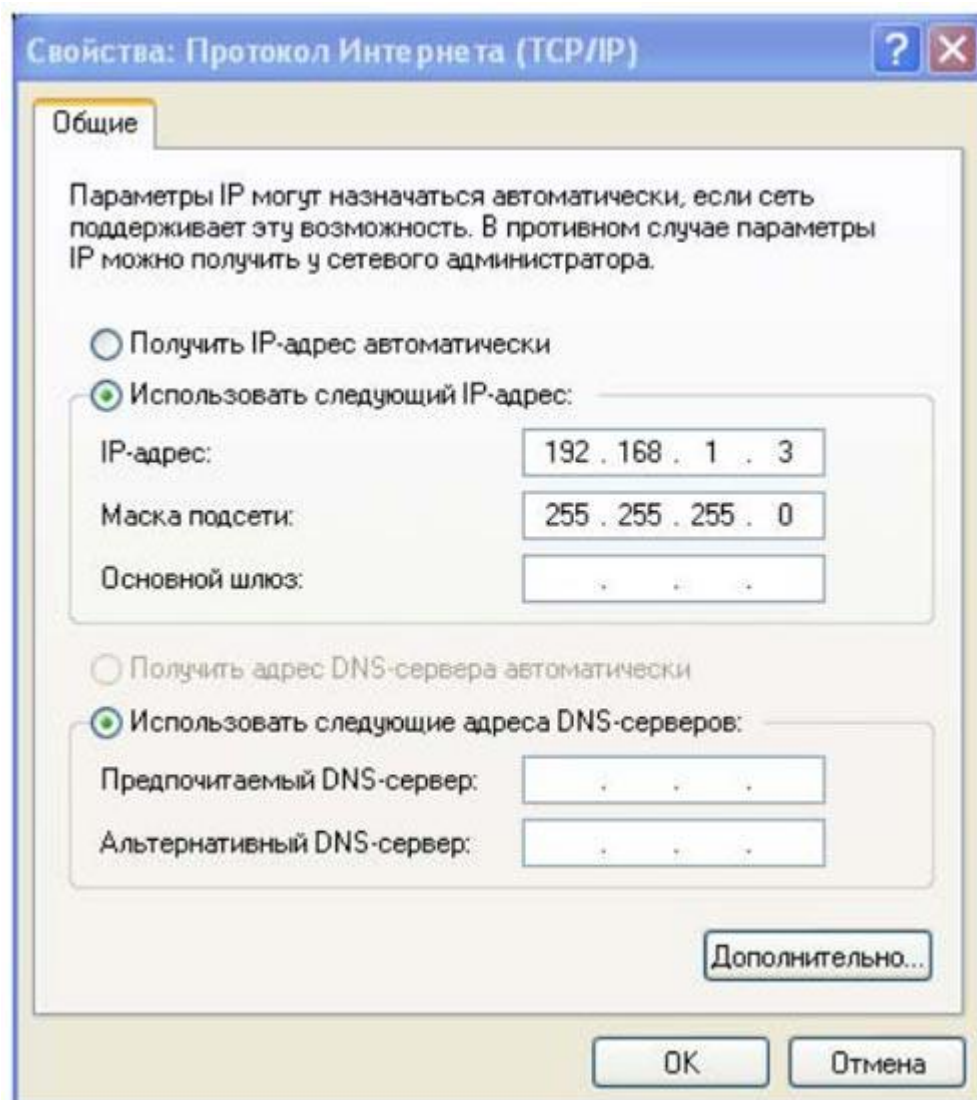 Свойства: Протокол Интернета (TCP/IP)
?
Общие
Параметры IP могут назначаться автоматически, если сеть
поддерживает эту возможность. В противном случае параметры
IP можно получить у сетевого администратора.
Получить IP-адрес автоматически
Использовать следующий IP-адрес:
IP-адрес: 192 . 168 . 1 . 3
Маска подсети: 255 . 255 . 255 . 0
Основной шлюз: . . .
Получить адрес DNS-сервера автоматически
Использовать следующие адреса DNS-серверов:
Предпочитаемый DNS-сервер: . . .
Альтернативный DNS-сервер: . . .
Дополнительно...
OK Отмена